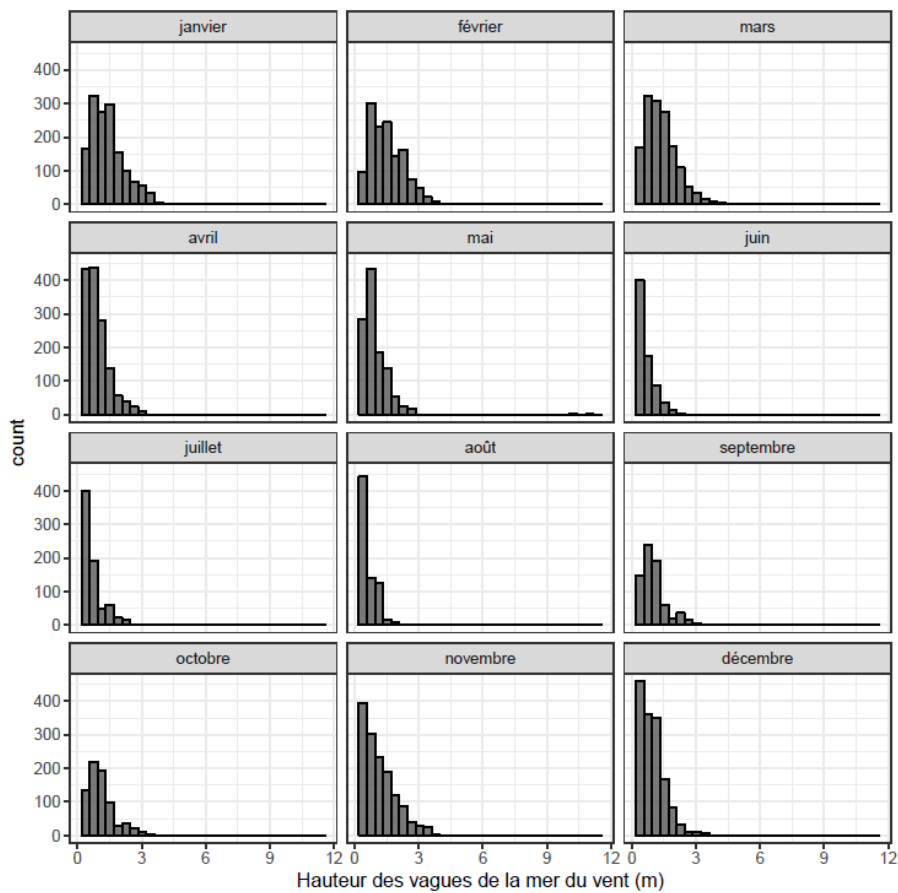 janvier février mars
400
300
200
100
0
avril mai juin
400
300
200
100
0
count
juillet août septembre
400
300
200
100
0
octobre novembre décembre
400
300
200
100
0
0 3 6 9 12 0 3 6 9 12 0 3 6 9 12
Hauteur des vagues de la mer du vent (m)